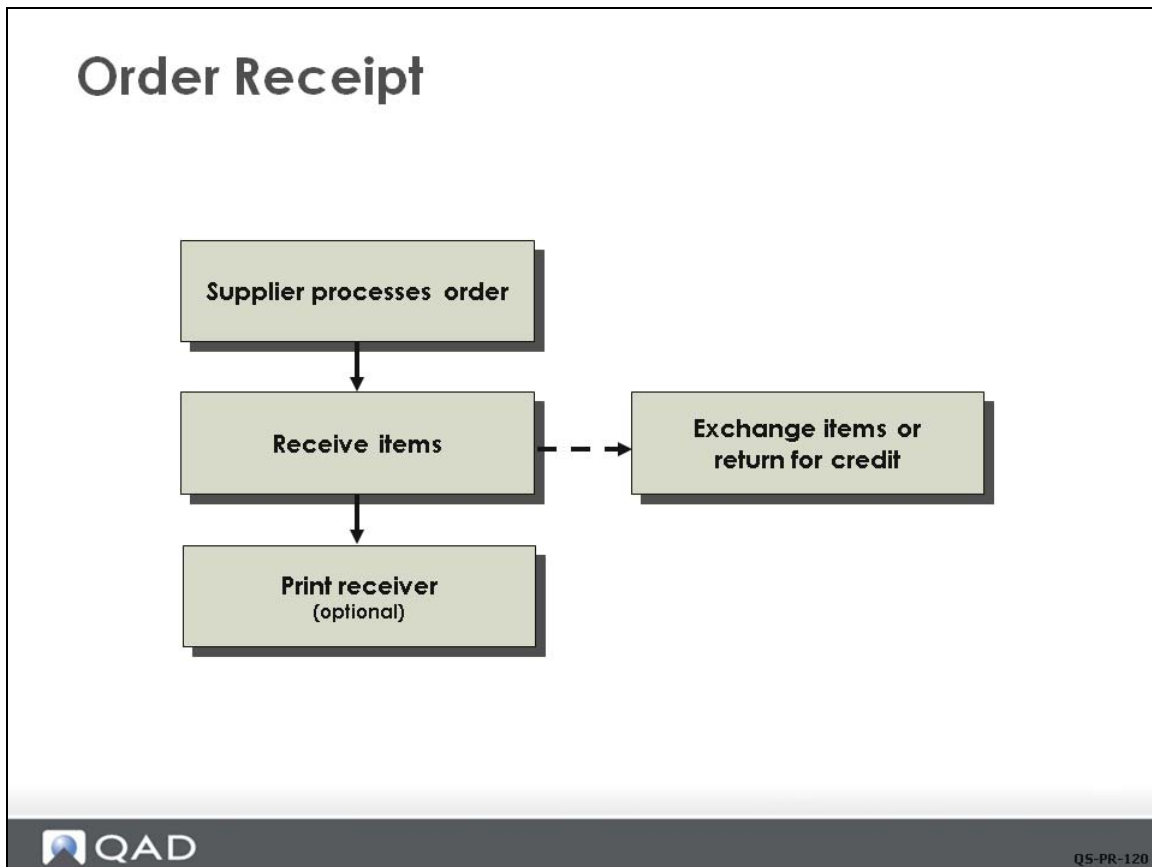 Order Receipt
Supplier processes order
Receive items
Exchange items or
return for credit
Print receiver
(optional)
QAD
QS-PR-120